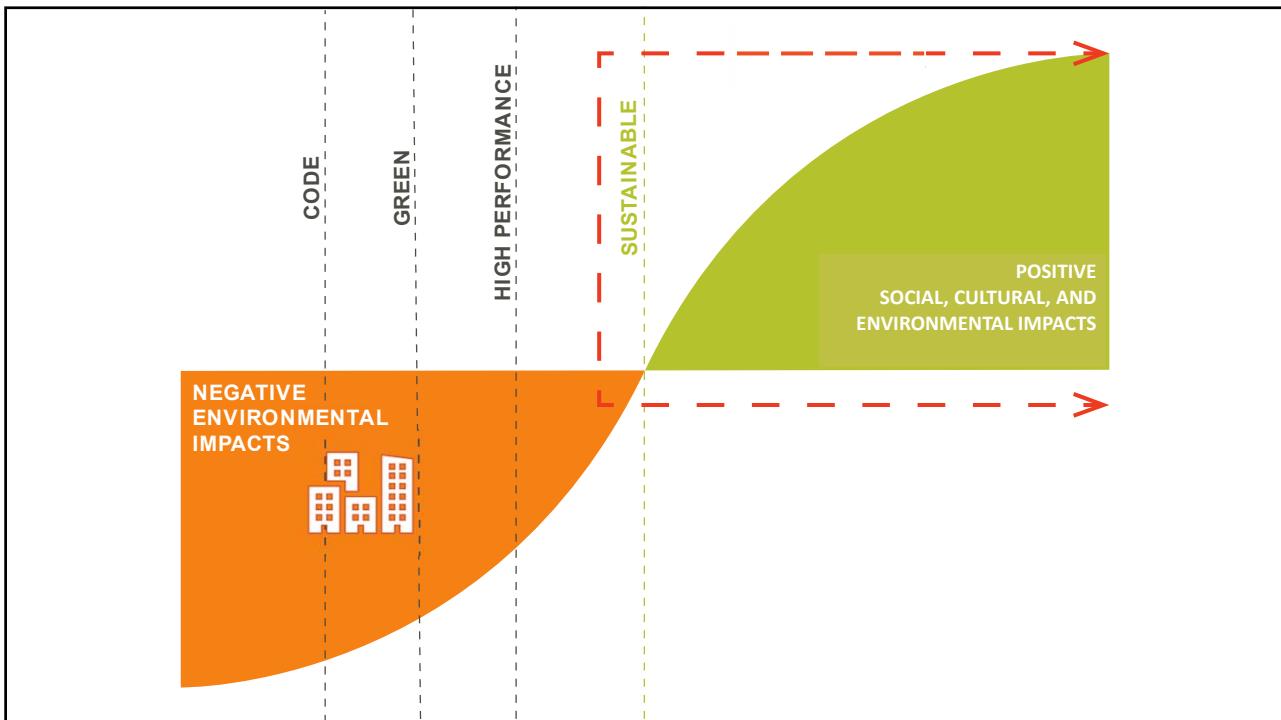 CODE
GREEN
HIGH PERFORMANCE
SUSTAINABLE
POSITIVE
SOCIAL, CULTURAL, AND
ENVIRONMENTAL IMPACTS
NEGATIVE
ENVIRONMENTAL
IMPACTS